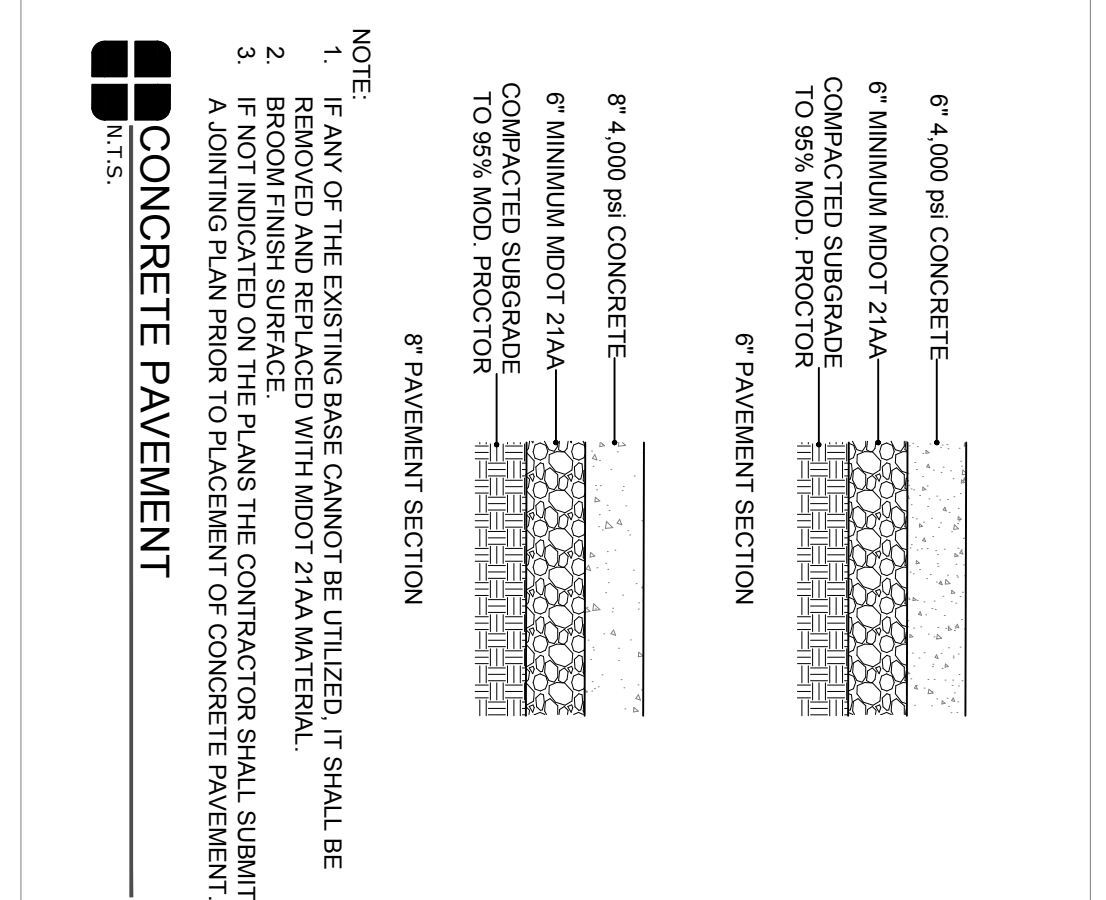 6" 4,000 psi CONCRETE
6" MINIMUM MDOT 21AA
COMPACTED SUBGRADE
TO 95% MOD. PROCTOR
6" PAVEMENT SECTION
8" 4,000 psi CONCRETE
6" MINIMUM MDOT 21AA
COMPACTED SUBGRADE
TO 95% MOD. PROCTOR
8" PAVEMENT SECTION
NOTE:
1. IF ANY OF THE EXISTING BASE CANNOT BE UTILIZED, IT SHALL BE
REMOVED AND REPLACED WITH MDOT 21AA MATERIAL.
2. BROOM FINISH SURFACE.
3. IF NOT INDICATED ON THE PLANS THE CONTRACTOR SHALL SUBMIT
A JOINTING PLAN PRIOR TO PLACEMENT OF CONCRETE PAVEMENT.
CONCRETE PAVEMENT
N.T.S.